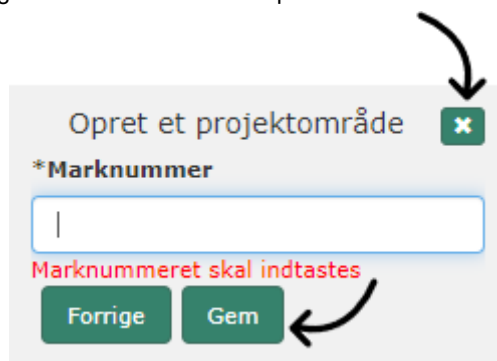 Opret et projektområde
*Marknummer
Marknummeret skal indtastes
Forrige Gem